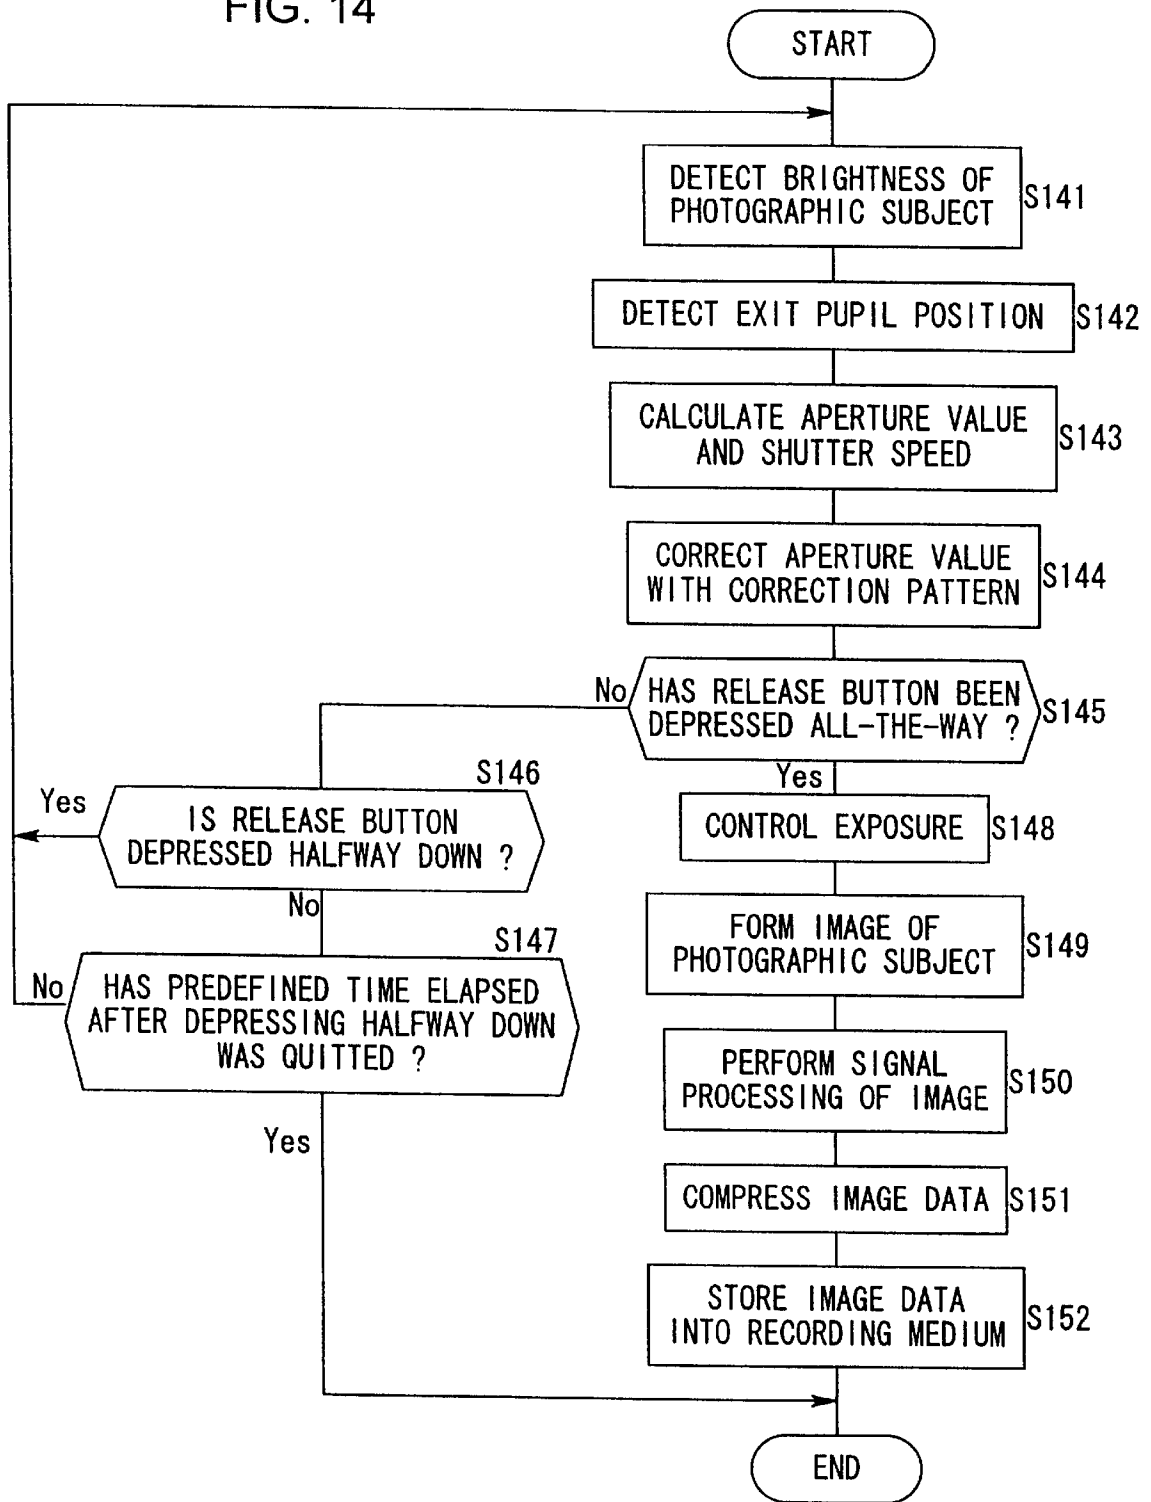 FIG. 14
START
DETECT BRIGHTNESS OF
PHOTOGRAPHIC SUBJECT
S141
DETECT EXIT PUPIL POSITION
S142
CALCULATE APERTURE VALUE
AND SHUTTER SPEED
S143
CORRECT APERTURE VALUE
WITH CORRECTION PATTERN
S144
No
HAS RELEASE BUTTON BEEN
DEPRESSED ALL-THE-WAY ?
S145
Yes
S146
Yes
IS RELEASE BUTTON
DEPRESSED HALFWAY DOWN ?
No
S147
No
HAS PREDEFINED TIME ELAPSED
AFTER DEPRESSING HALFWAY DOWN
WAS QUITTED ?
Yes
CONTROL EXPOSURE
S148
FORM IMAGE OF
PHOTOGRAPHIC SUBJECT
S149
PERFORM SIGNAL
PROCESSING OF IMAGE
S150
COMPRESS IMAGE DATA
S151
STORE IMAGE DATA
INTO RECORDING MEDIUM
S152
END